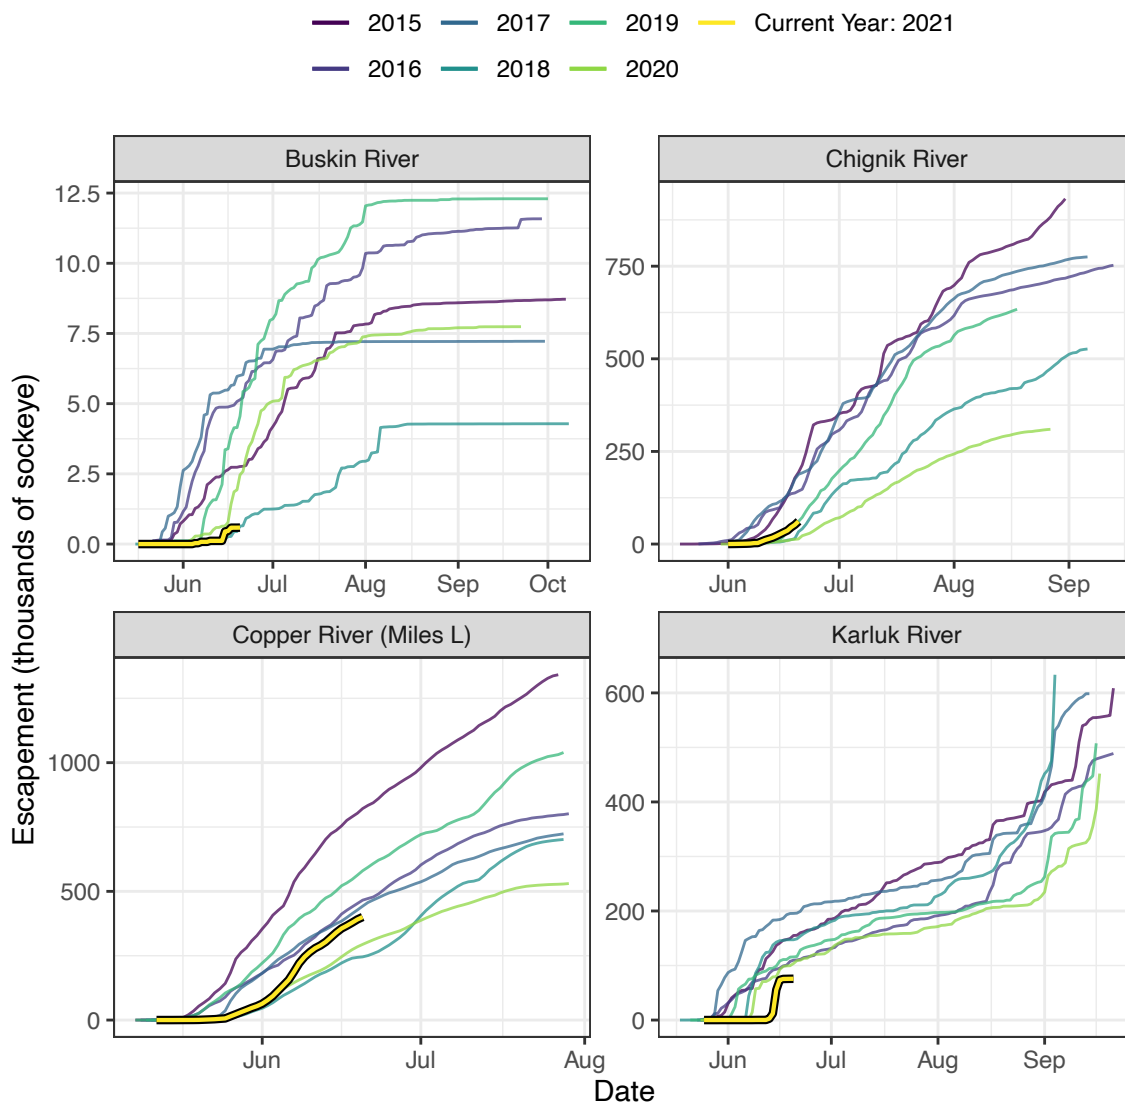 2015
2017
2019
Current Year: 2021
2016
2018
2020
Buskin River
Chignik River
12.5
10.0
7.5
5.0
2.5
0.0
750
500
250
0
Jun
Jul
Aug
Sep
Oct
Jun
Jul
Aug
Sep
Escapement (thousands of sockeye)
Copper River (Miles L)
Karluk River
1000
500
0
600
400
200
0
Jun
Jul
Aug
Jun
Jul
Aug
Sep
Date